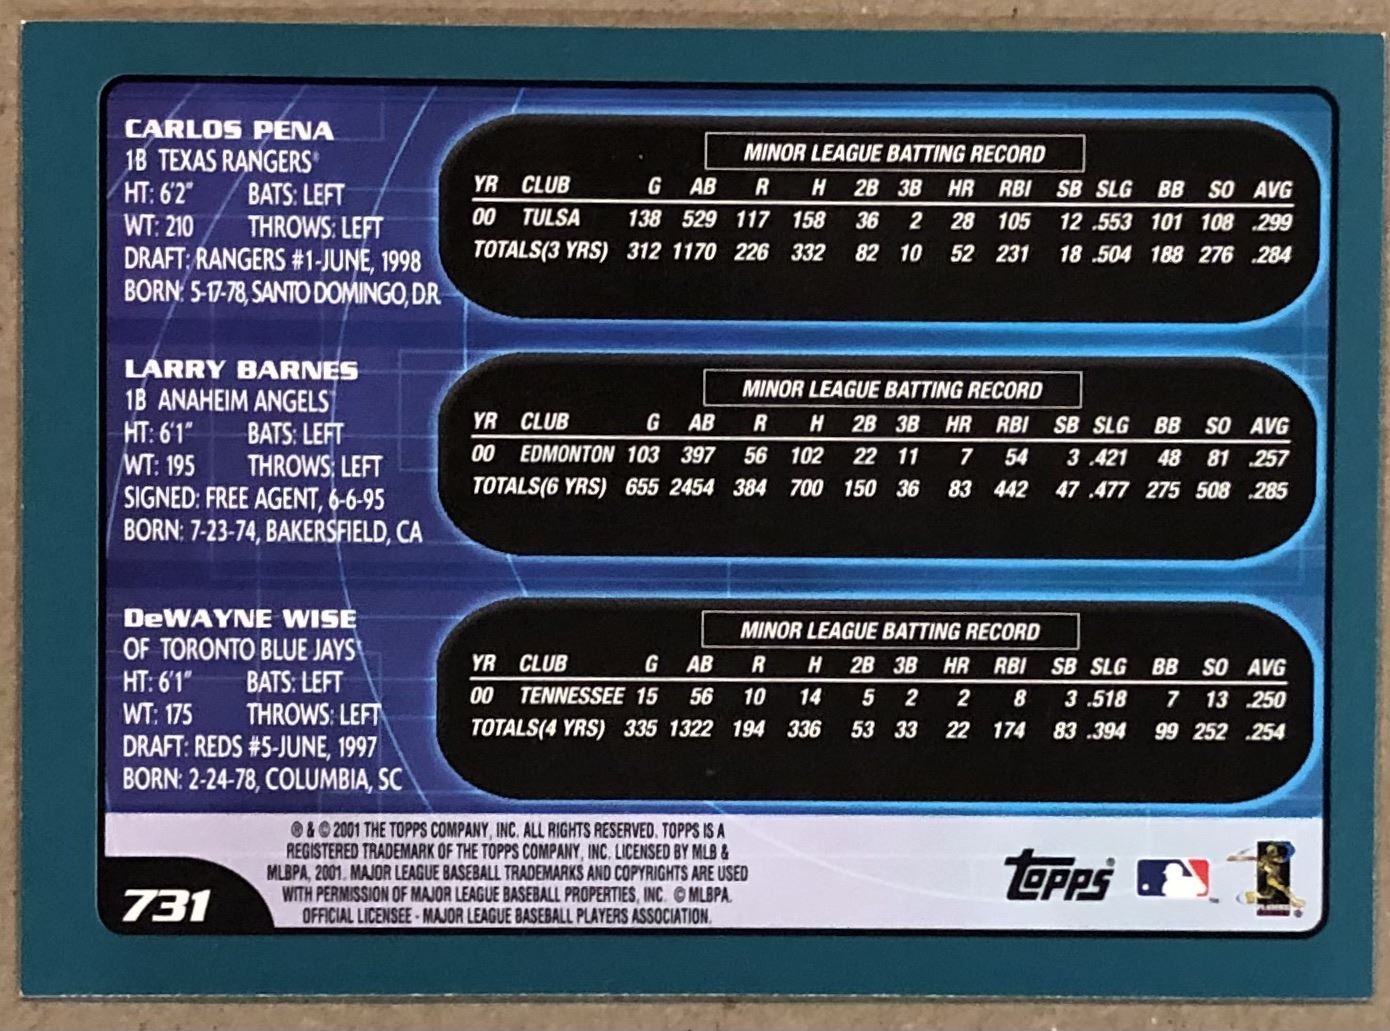 CARLOS PENA
1B TEXAS RANGERS®
HT: 6'2" BATS: LEFT
WT: 210 THROWS: LEFT
DRAFT: RANGERS #1-JUNE, 1998
BORN: 5-17-78, SANTO DOMINGO, D.R.
MINOR LEAGUE BATTING RECORD
YR CLUB G AB R H 2B 3B HR RBI SB SLG BB SO AVG
00 TULSA 138 529 117 158 36 2 28 105 12 .553 101 108 .299
TOTALS(3 YRS) 312 1170 226 332 82 10 52 231 18 .504 188 276 .284
LARRY BARNES
1B ANAHEIM ANGELS
HT: 6'1" BATS: LEFT
WT: 195 THROWS: LEFT
SIGNED: FREE AGENT, 6-6-95
BORN: 7-23-74, BAKERSFIELD, CA
MINOR LEAGUE BATTING RECORD
YR CLUB G AB R H 2B 3B HR RBI SB SLG BB SO AVG
00 EDMONTON 103 397 56 102 22 11 7 54 3 .421 48 81 .257
TOTALS(6 YRS) 655 2454 384 700 150 36 83 442 47 .477 275 508 .285
DeWAYNE WISE
OF TORONTO BLUE JAYS
HT: 6'1" BATS: LEFT
WT: 175 THROWS: LEFT
DRAFT: REDS #5-JUNE, 1997
BORN: 2-24-78, COLUMBIA, SC
MINOR LEAGUE BATTING RECORD
YR CLUB G AB R H 2B 3B HR RBI SB SLG BB SO AVG
00 TENNESSEE 15 56 10 14 5 2 2 8 3 .518 7 13 .250
TOTALS(4 YRS) 335 1322 194 336 53 33 22 174 83 .394 99 252 .254
® & © 2001 THE TOPPS COMPANY, INC. ALL RIGHTS RESERVED. TOPPS IS A
REGISTERED TRADEMARK OF THE TOPPS COMPANY, INC. LICENSED BY MLB &
MLBPA, 2001. MAJOR LEAGUE BASEBALL TRADEMARKS AND COPYRIGHTS ARE USED
WITH PERMISSION OF MAJOR LEAGUE BASEBALL PROPERTIES, INC. © MLBPA.
OFFICIAL LICENSEE - MAJOR LEAGUE BASEBALL PLAYERS ASSOCIATION.
731
Topps®